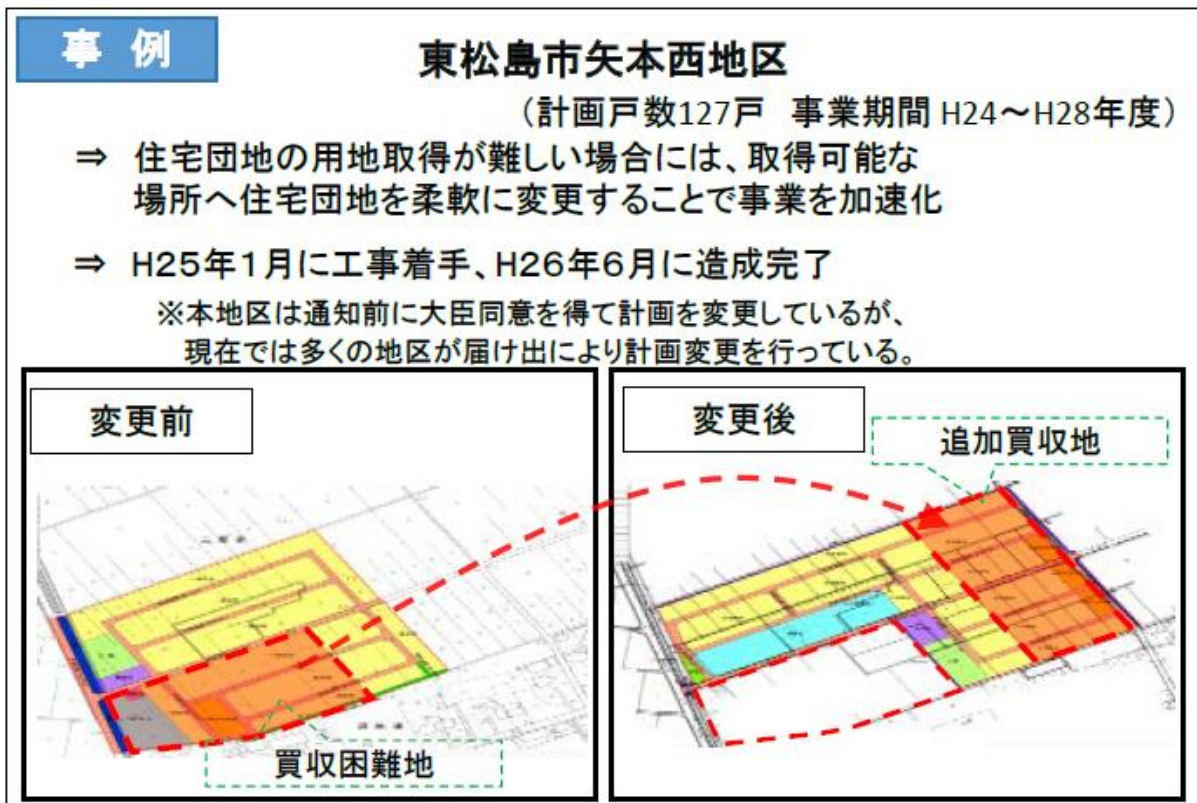 事 例
東松島市矢本西地区
（計画戸数127戸 事業期間 H24～H28年度）
⇒ 住宅団地の用地取得が難しい場合には、取得可能な
場所へ住宅団地を柔軟に変更することで事業を加速化
⇒ H25年１月に工事着手、H26年６月に造成完了
※本地区は通知前に大臣同意を得て計画を変更しているが、
現在では多くの地区が届け出により計画変更を行っている。
変更前
買収困難地
変更後
追加買収地